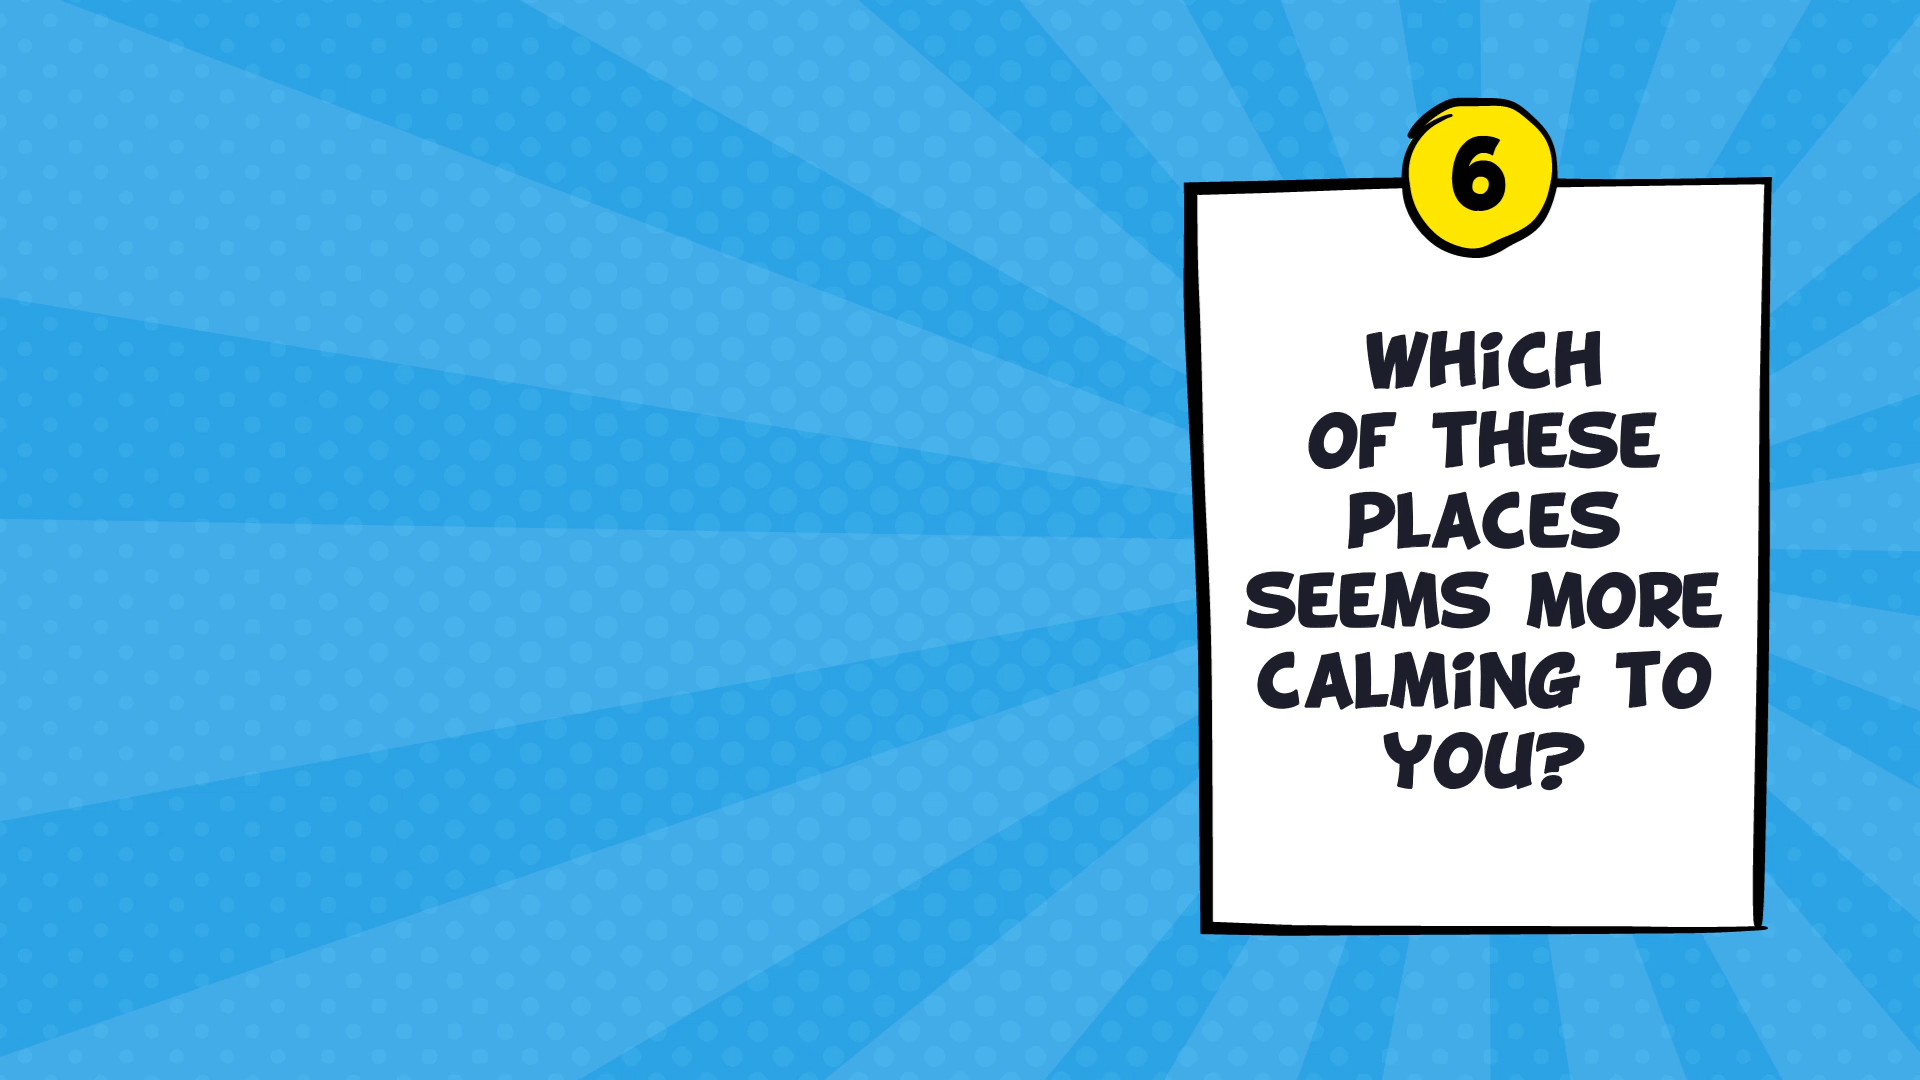 6
WHiCH
OF THESE
PLACES
SEEMS MORE
CALMiNG TO
YOU?